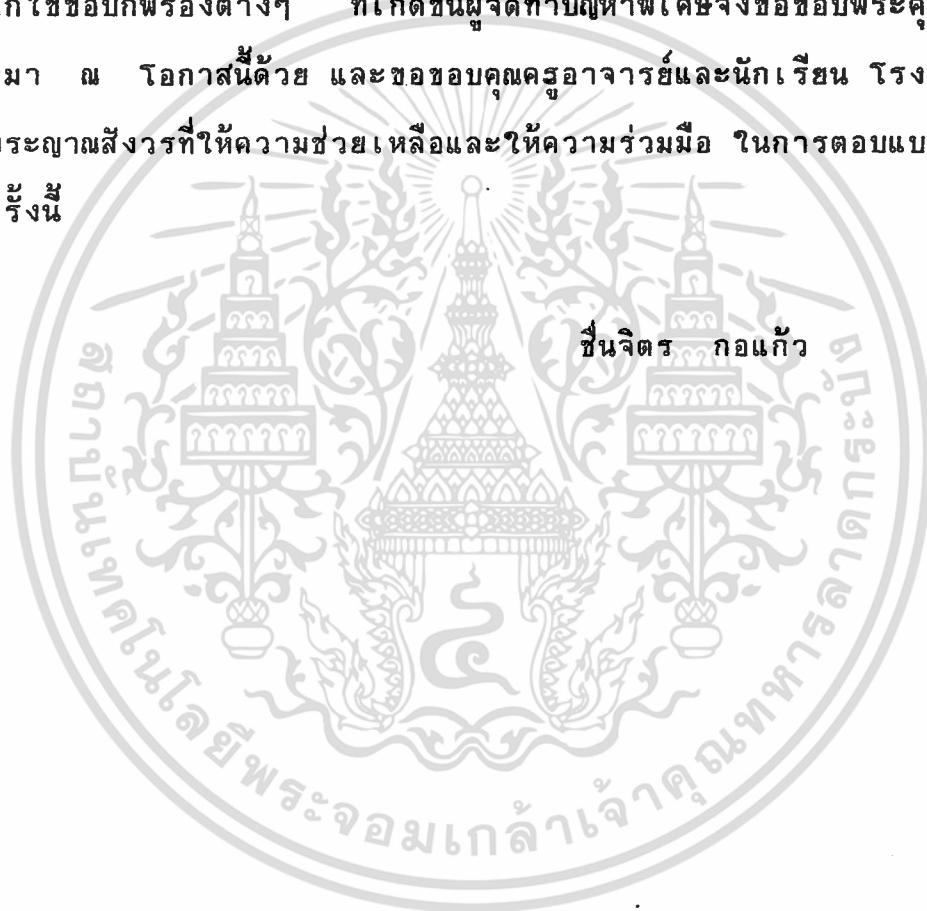 แก้ไขข้อบกพร่องต่างๆ ที่เกิดขึ้นผู้จัดทำปัญหาพิเศษจึงขอขอบพระคุ
มา ณ โอกาสนี้ด้วย และขอขอบคุณครูอาจารย์และนักเรียน โรง
ระญาณสังวรที่ให้ความช่วยเหลือและให้ความร่วมมือ ในการตอบแบ
รั้งนี้
ชื่นจิตร กอแก้ว
สถาบันเทคโนโลยีพระจอมเกล้าเจ้าคุณทหารลาดกระบัง